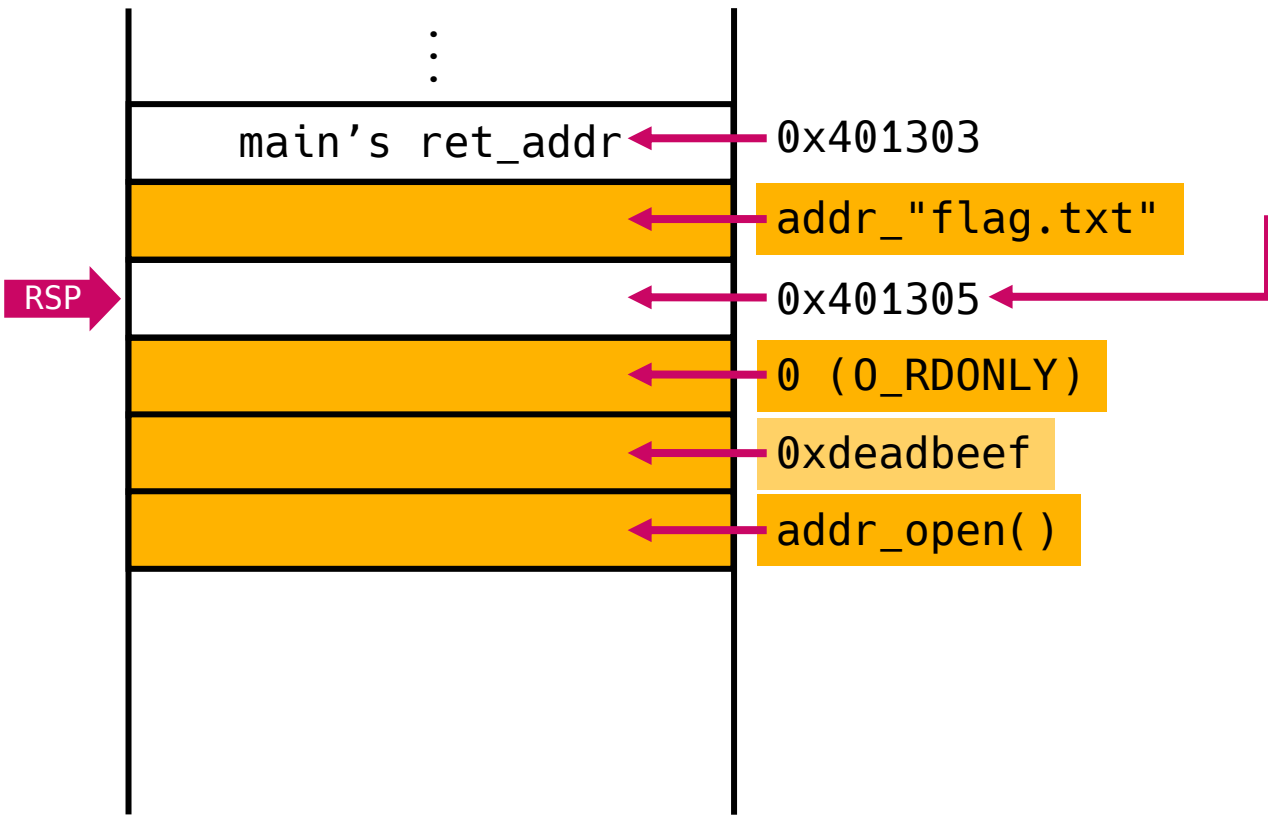 ⋮
main’s ret_addr 0x401303
addr_"flag.txt"
RSP 0x401305
0 (O_RDONLY)
0xdeadbeef
addr_open()